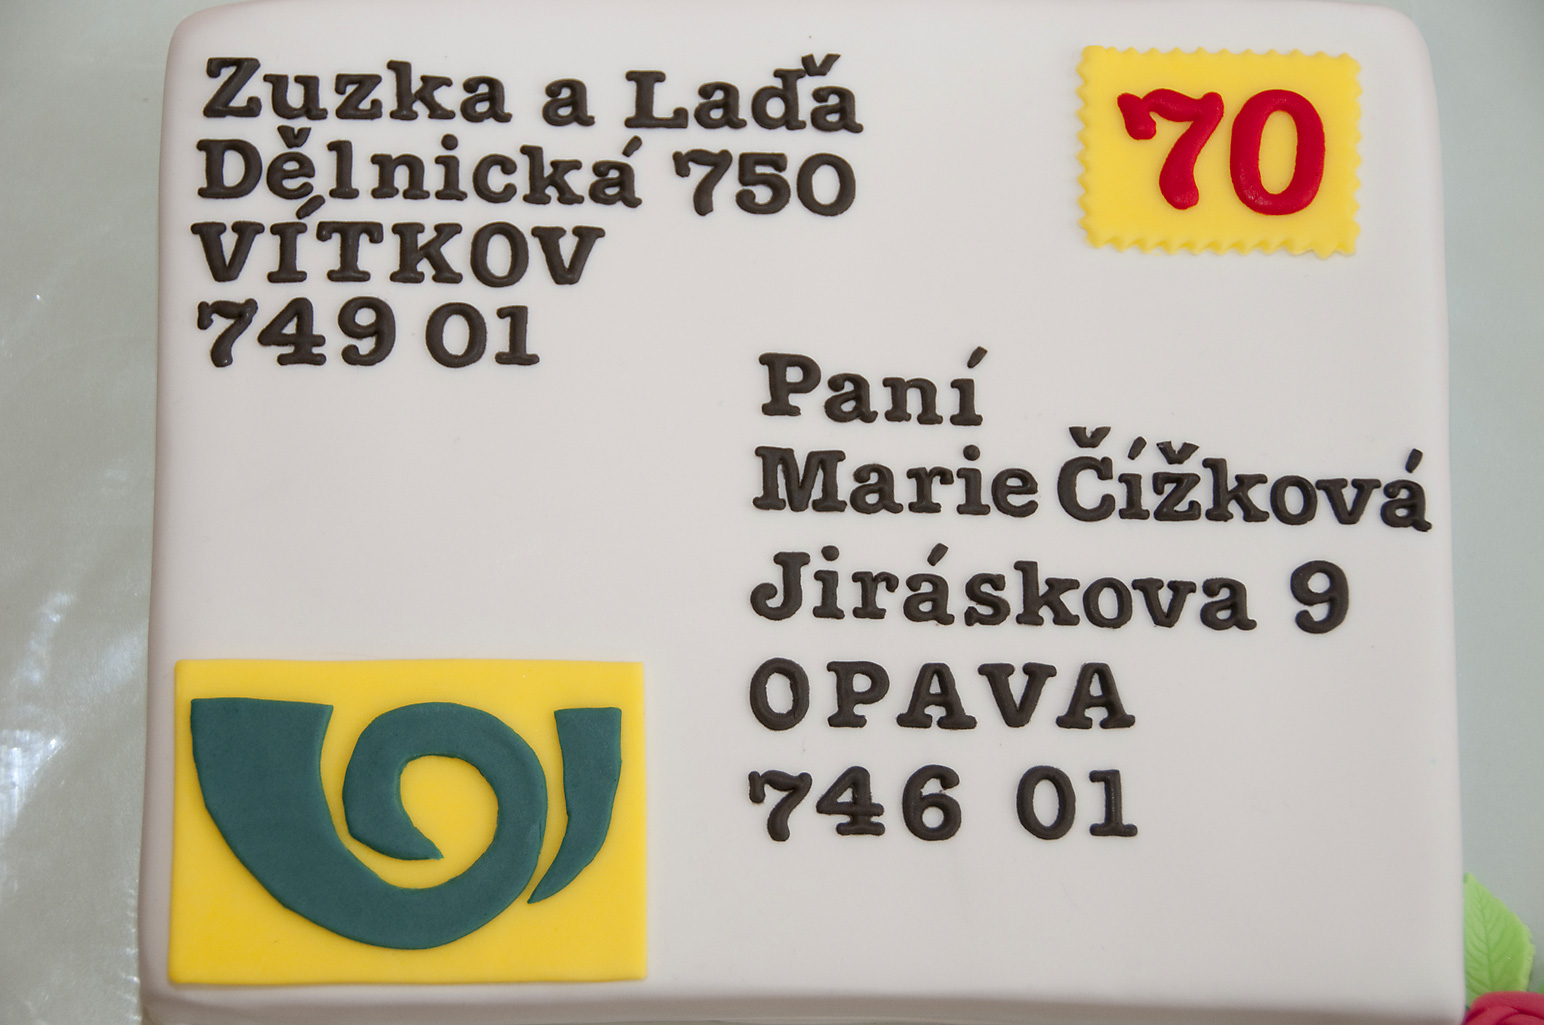 Zuzka a Laďa
Dělnická 750
VÍTKOV
749 01
70
Paní
Marie Čížková
Jiráskova 9
OPAVA
746 01